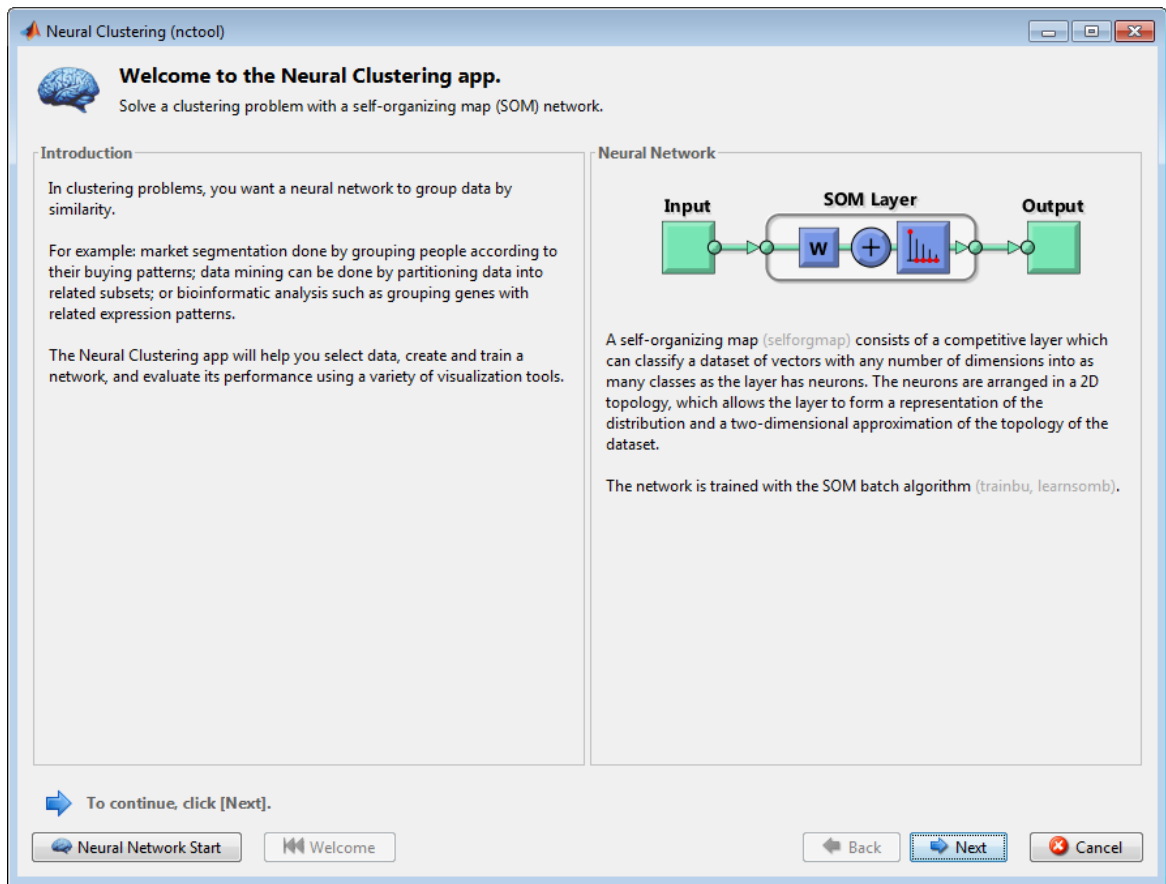 Neural Clustering (nctool)
Welcome to the Neural Clustering app.
Solve a clustering problem with a self-organizing map (SOM) network.
Introduction
In clustering problems, you want a neural network to group data by
similarity.
For example: market segmentation done by grouping people according to
their buying patterns; data mining can be done by partitioning data into
related subsets; or bioinformatic analysis such as grouping genes with
related expression patterns.
The Neural Clustering app will help you select data, create and train a
network, and evaluate its performance using a variety of visualization tools.
Neural Network
Input
SOM Layer
Output
W
+
A self-organizing map (selforgmap) consists of a competitive layer which
can classify a dataset of vectors with any number of dimensions into as
many classes as the layer has neurons. The neurons are arranged in a 2D
topology, which allows the layer to form a representation of the
distribution and a two-dimensional approximation of the topology of the
dataset.
The network is trained with the SOM batch algorithm (trainbu, learnsomb).
To continue, click [Next].
Neural Network Start
Welcome
Back
Next
Cancel